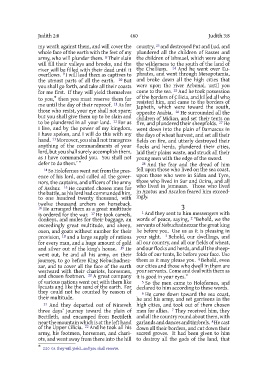 Judith 2.8
460
Judith 3.8
my wrath against them, and will cover the
whole face of the earth with the feet of my
army, who will plunder them. 8 Their slain
will fill their valleys and brooks, and the
river will be filled with their dead until it
overflows. 9 I will lead them as captives to
the utmost parts of all the earth. 10 But
you shall go forth, and take all their coasts
for me first. If they will yield themselves
to you, then you must reserve them for
me until the day of their reproof. 11 As for
those who resist, your eye shall not spare;
but you shall give them up to be slain and
to be plundered in all your land. 12 For as
I live, and by the power of my kingdom,
I have spoken, and I will do this with my
hand. 13 Moreover, you shall not transgress
anything of the commandments of your
lord, but you shall surely accomplish them,
as I have commanded you. You shall not
defer to do them.”
14 So Holofernes went out from the presence
of his lord, and called all the governors,
the captains, and officers of the army
of Asshur. 15 He counted chosen men for
the battle, as his lord had commanded him,
to one hundred twenty thousand, with
twelve thousand archers on horseback.
16 He arranged them as a great multitude
is ordered for the war. 17 He took camels,
donkeys, and mules for their baggage, an
exceedingly great multitude, and sheep,
oxen, and goats without number for their
provision, 18 and a large supply of rations
for every man, and a huge amount of gold
and silver out of the king’s house. 19 He
went out, he and all his army, on their
journey, to go before King Nebuchadnezzar,
and to cover all the face of the earth
westward with their chariots, horsemen,
and chosen footmen. 20 A great company
of various nations went out with them like
locusts and like the sand of the earth. For
they could not be counted by reason of
their multitude.
21 And they departed out of Nineveh
three days’ journey toward the plain of
Bectileth, and encamped from Bectileth
near the mountain which is at the left hand
of the Upper Cilicia. 22 And he took all his
army, his footmen, horsemen, and chariots,
and went away from there into the hill
country, 23 and destroyed Put and Lud, and
plundered all the children of Rasses and
the children of Ishmael, which were along
the wilderness to the south of the land of
the Chellians. 24 And he went over Euphrates,
and went through Mesopotamia,
and broke down all the high cities that
were upon the river Arbonai, until you
come to the sea. 25 And he took possession
of the borders of Cilicia, and killed all who
resisted him, and came to the borders of
Japheth, which were toward the south,
opposite Arabia. 26 He surrounded all the
children of Midian, and set their tents on
fire, and plundered their sheepfolds. 27 He
went down into the plain of Damascus in
the days of wheat harvest, and set all their
fields on fire, and utterly destroyed their
flocks and herds, plundered their cities,
laid their plains waste, and struck all their
young men with the edge of the sword.
28 And the fear and the dread of him
fell upon those who lived on the sea coast,
upon those who were in Sidon and Tyre,
those who lived in Sur and Ocina, and all
who lived in Jemnaan. Those who lived
in Azotus and Ascalon feared him exceedingly.
3
1 And they sent to him messengers with
words of peace, saying, 2 “Behold, we the
servants of Nebuchadnezzar the great king
lie before you. Use us as it is pleasing in
your sight. 3 Behold, our dwellings, and
all our country, and all our fields of wheat,
and our flocks and herds, and all the sheepfolds
of our tents, lie before your face. Use
them as it may please you. 4 Behold, even
our cities and those who dwell in them are
your servants. Come and deal with them as
it is good in your eyes.”
5 So the men came to Holofernes, and
declared to him according to these words.
6 He came down toward the sea coast,
he and his army, and set garrisons in the
high cities, and took out of them chosen
men for allies. 7 They received him, they
and all the country round about them, with
garlands and dances and timbrels. 8 He cast
down all their borders, and cut down their
sacred groves. It had been given to him
to destroy all the gods of the land, that